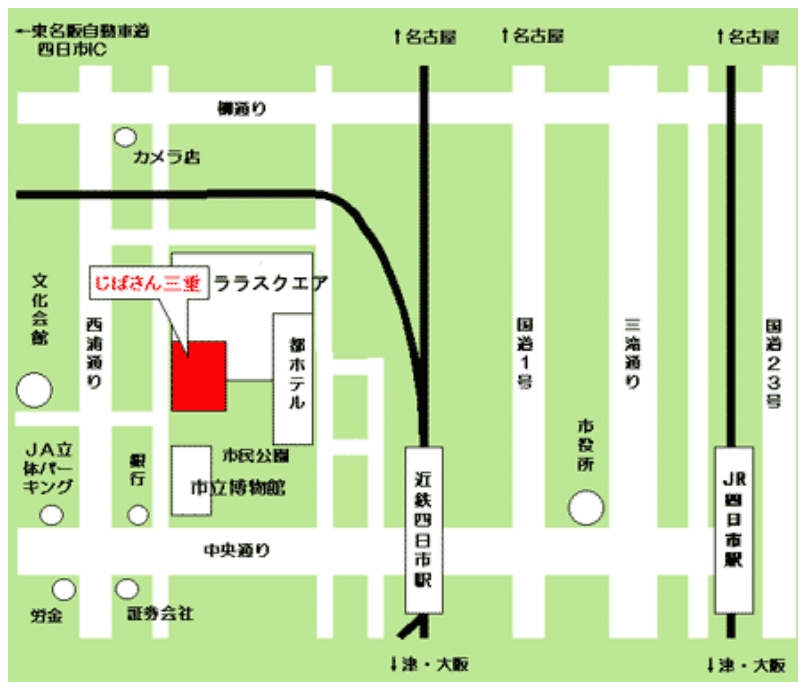 ←東名阪自動車道
四日市IC
↑名古屋
↑名古屋
↑名古屋
柳通り
カメラ店
文化会館
じばさん三重
ララスクエア
西浦通り
都ホテル
国道1号
三滝通り
国道23号
JA立
体パー
キング
銀行
市民公園
市立博物館
近鉄四日市駅
市役所
JR四日市駅
中央通り
労金
証券会社
↓津・大阪
↓津・大阪